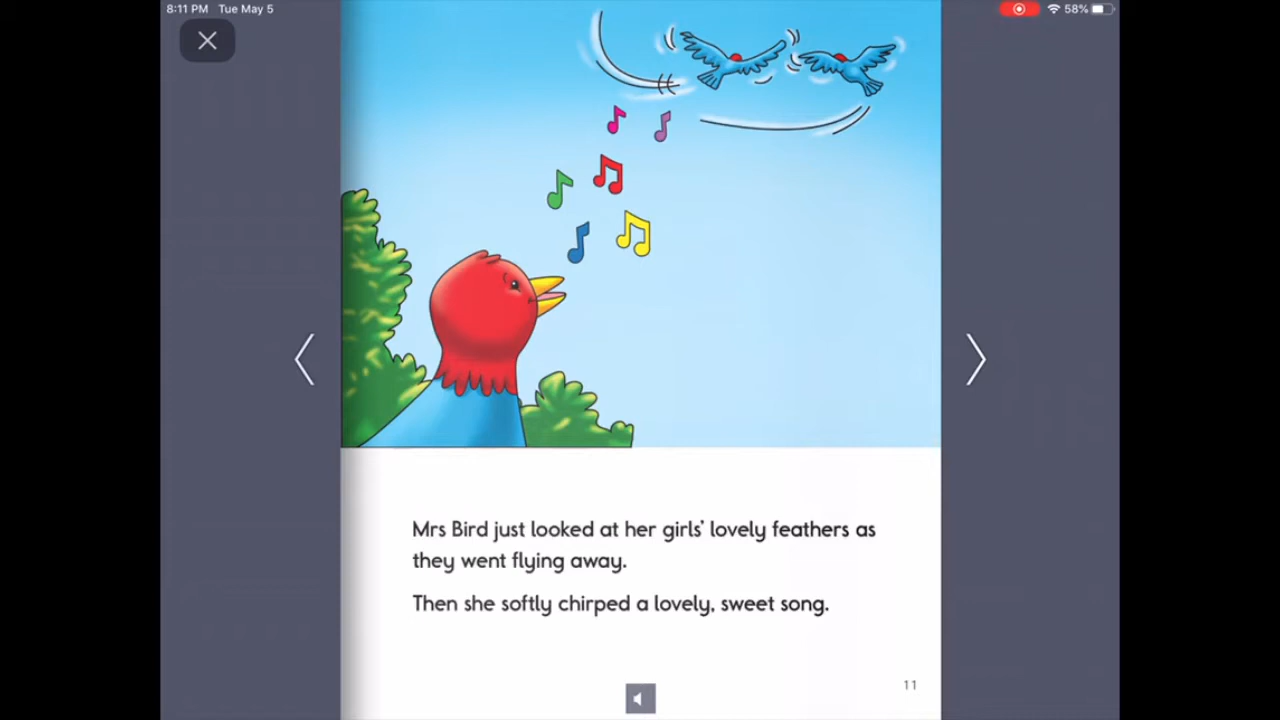 8:11 PM Tue May 5
58%
Mrs Bird just looked at her girls' lovely feathers as
they went flying away.
Then she softly chirped a lovely, sweet song.
11